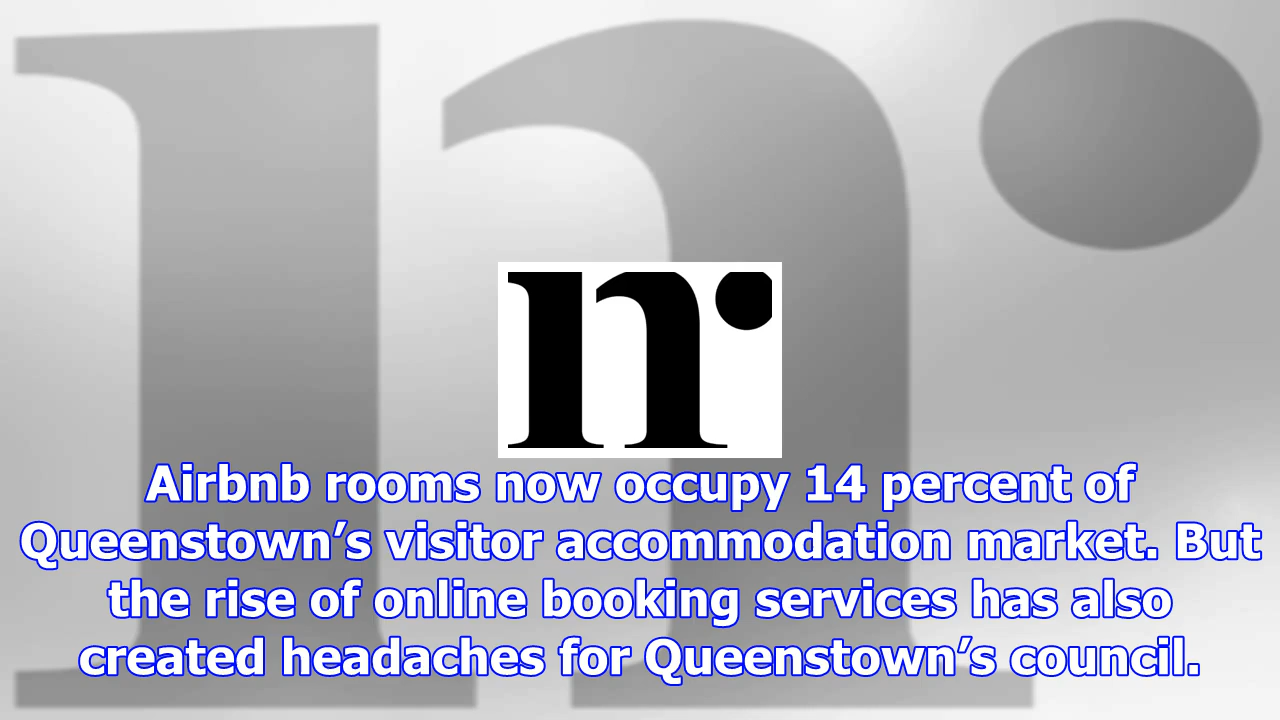 n
Airbnb rooms now occupy 14 percent of
Queenstown’s visitor accommodation market. But
the rise of online booking services has also
created headaches for Queenstown’s council.